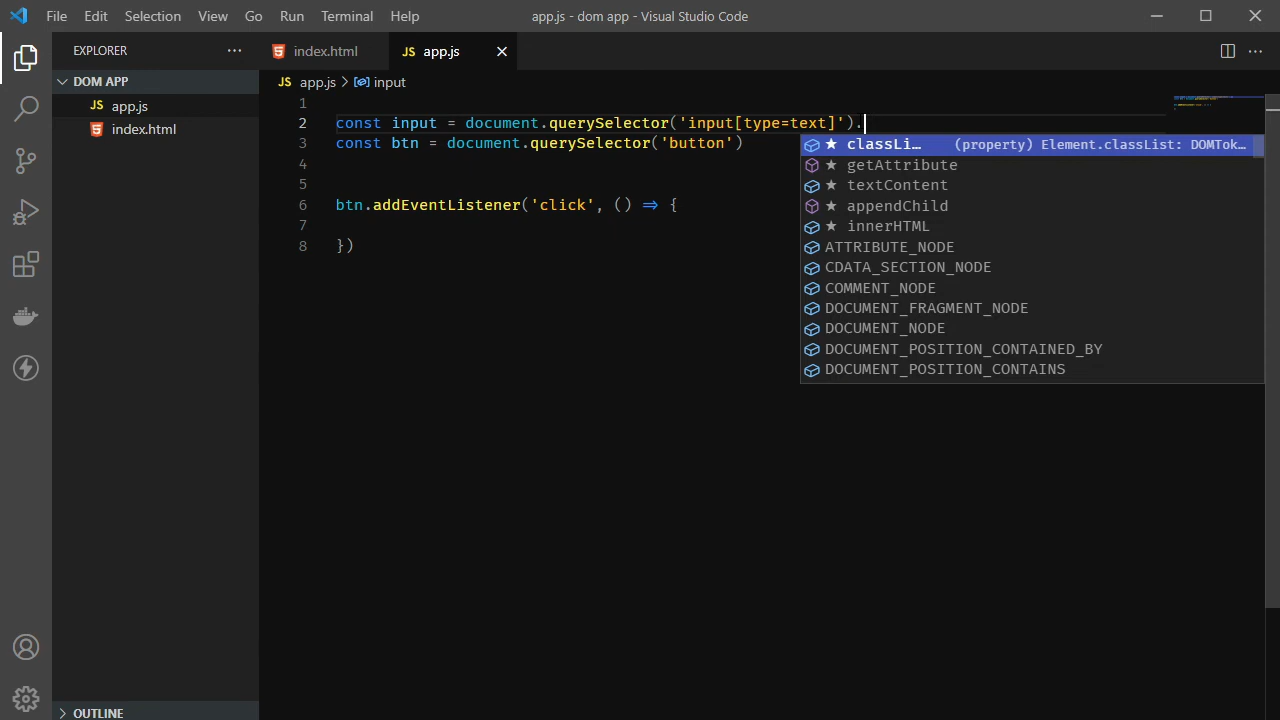 File Edit Selection View Go Run Terminal Help app.js - dom app - Visual Studio Code
EXPLORER
DOM APP
JS app.js
index.html
OUTLINE
index.html
JS app.js
JS app.js > input
1
2 const input = document.querySelector('input[type=text]').
3 const btn = document.querySelector('button')
4
5
6 btn.addEventListener('click', () => {
7
8 })
★ classLi… (property) Element.classList: DOMTok…
★ getAttribute
★ textContent
★ appendChild
★ innerHTML
ATTRIBUTE_NODE
CDATA_SECTION_NODE
COMMENT_NODE
DOCUMENT_FRAGMENT_NODE
DOCUMENT_NODE
DOCUMENT_POSITION_CONTAINED_BY
DOCUMENT_POSITION_CONTAINS